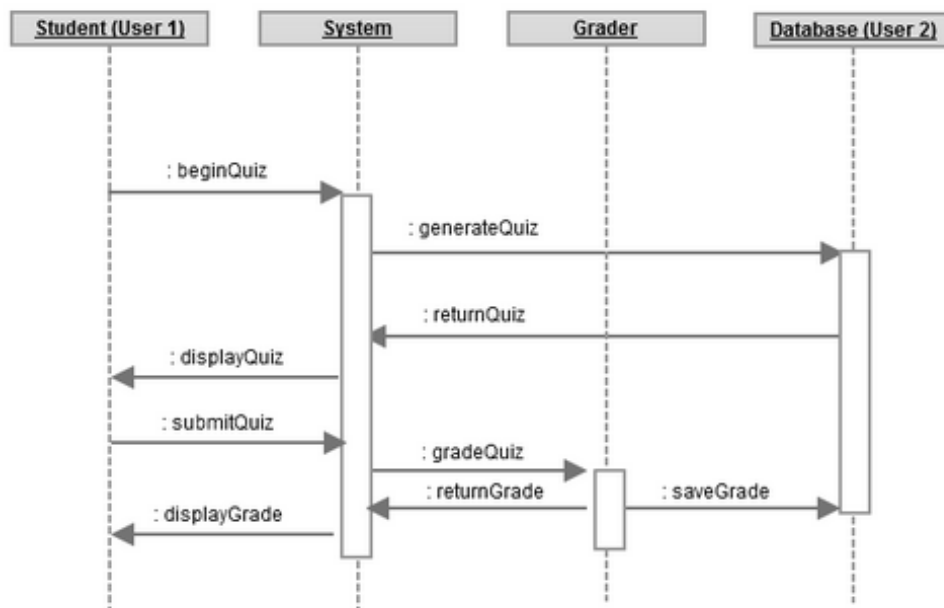 Student (User 1)
System
Grader
Database (User 2)
: beginQuiz
: generateQuiz
: returnQuiz
: displayQuiz
: submitQuiz
: gradeQuiz
: returnGrade
: saveGrade
: displayGrade